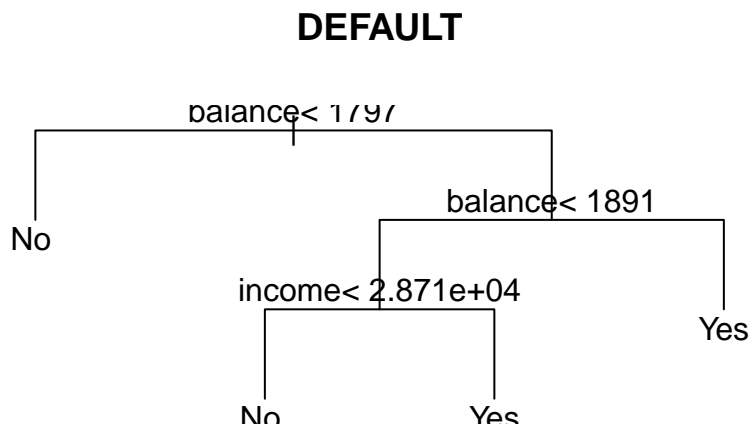 DEFAULT
balance< 1797
balance< 1891
No
income< 2.871e+04
Yes
No
Yes